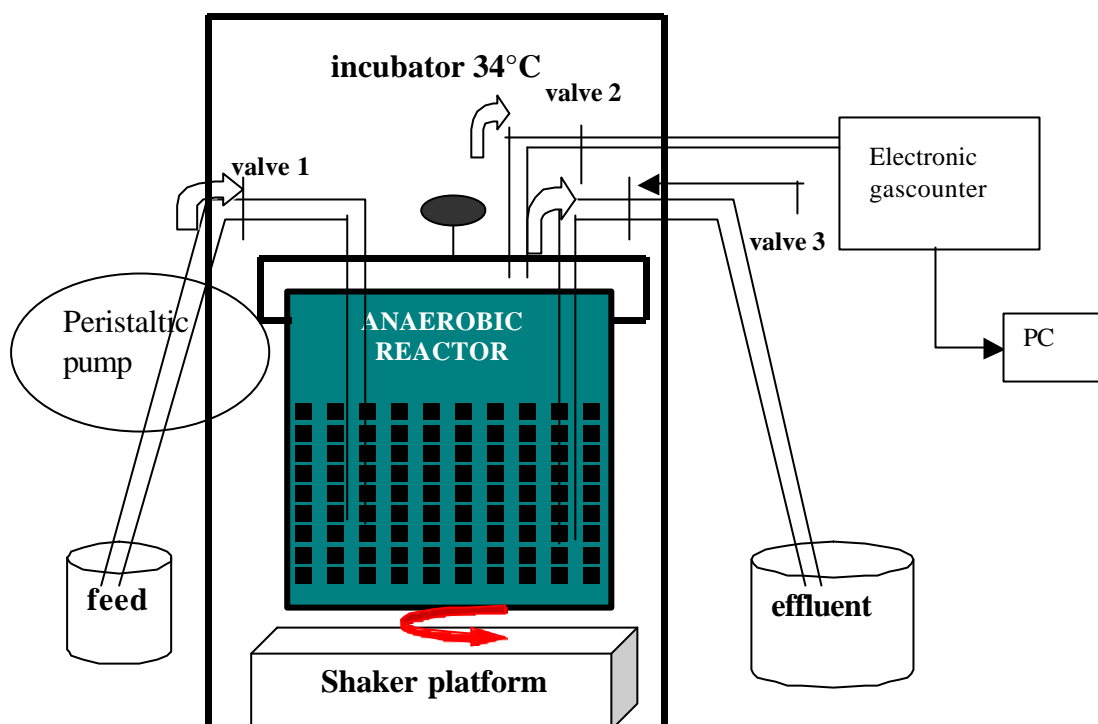 incubator 34°C
valve 2
valve 1
Electronic
gascounter
valve 3
Peristaltic
pump
ANAEROBIC
REACTOR
PC
feed
effluent
Shaker platform